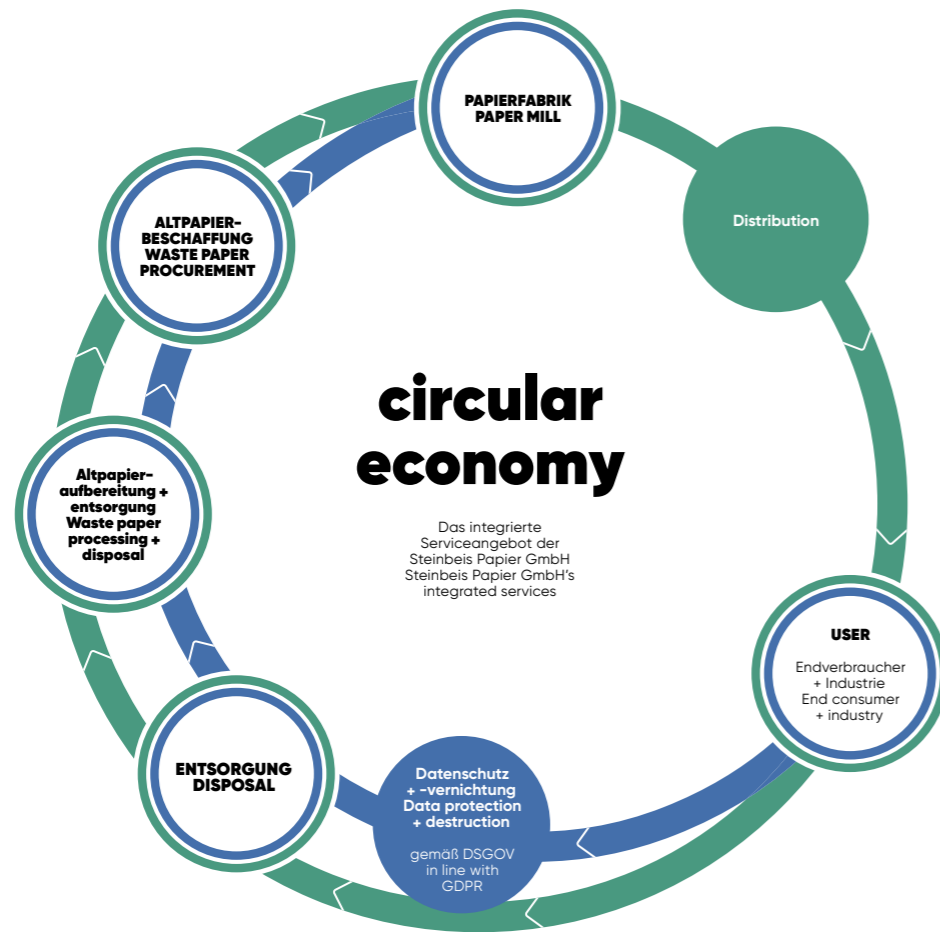 PAPIERFABRIK
PAPER MILL
Distribution
ALTPAPIER-
BESCHAFFUNG
WASTE PAPER
PROCUREMENT
circular
economy
Das integrierte
Serviceangebot der
Steinbeis Papier GmbH
Steinbeis Papier GmbH’s
integrated services
Altpapier-
aufbereitung +
entsorgung
Waste paper
processing +
disposal
USER
Endverbraucher
+ Industrie
End consumer
+ industry
ENTSORGUNG
DISPOSAL
Datenschutz
+ -vernichtung
Data protection
+ destruction
gemäß DSGOV
in line with
GDPR